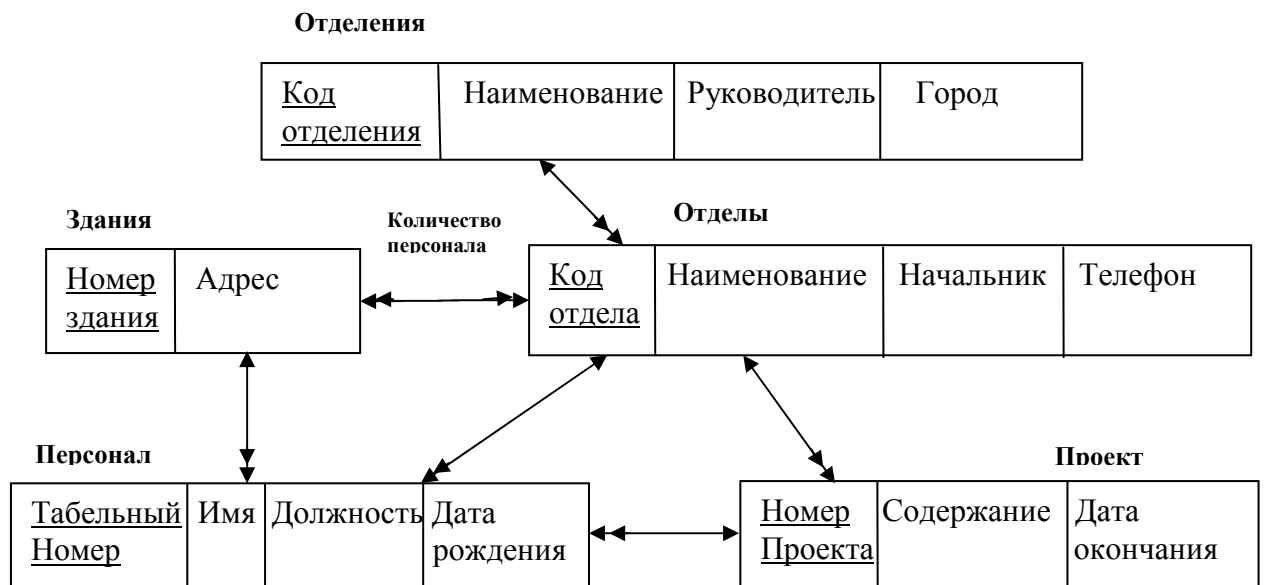 Отделения
Код Наименование Руководитель Город
отделения
Здания
Количество
персонала
Отделы
Номер Адрес
здания
Код Наименование Начальник Телефон
отдела
Персонал
Проект
Табельный Имя Должность Дата
Номер рождения
Номер Содержание Дата
Проекта окончания